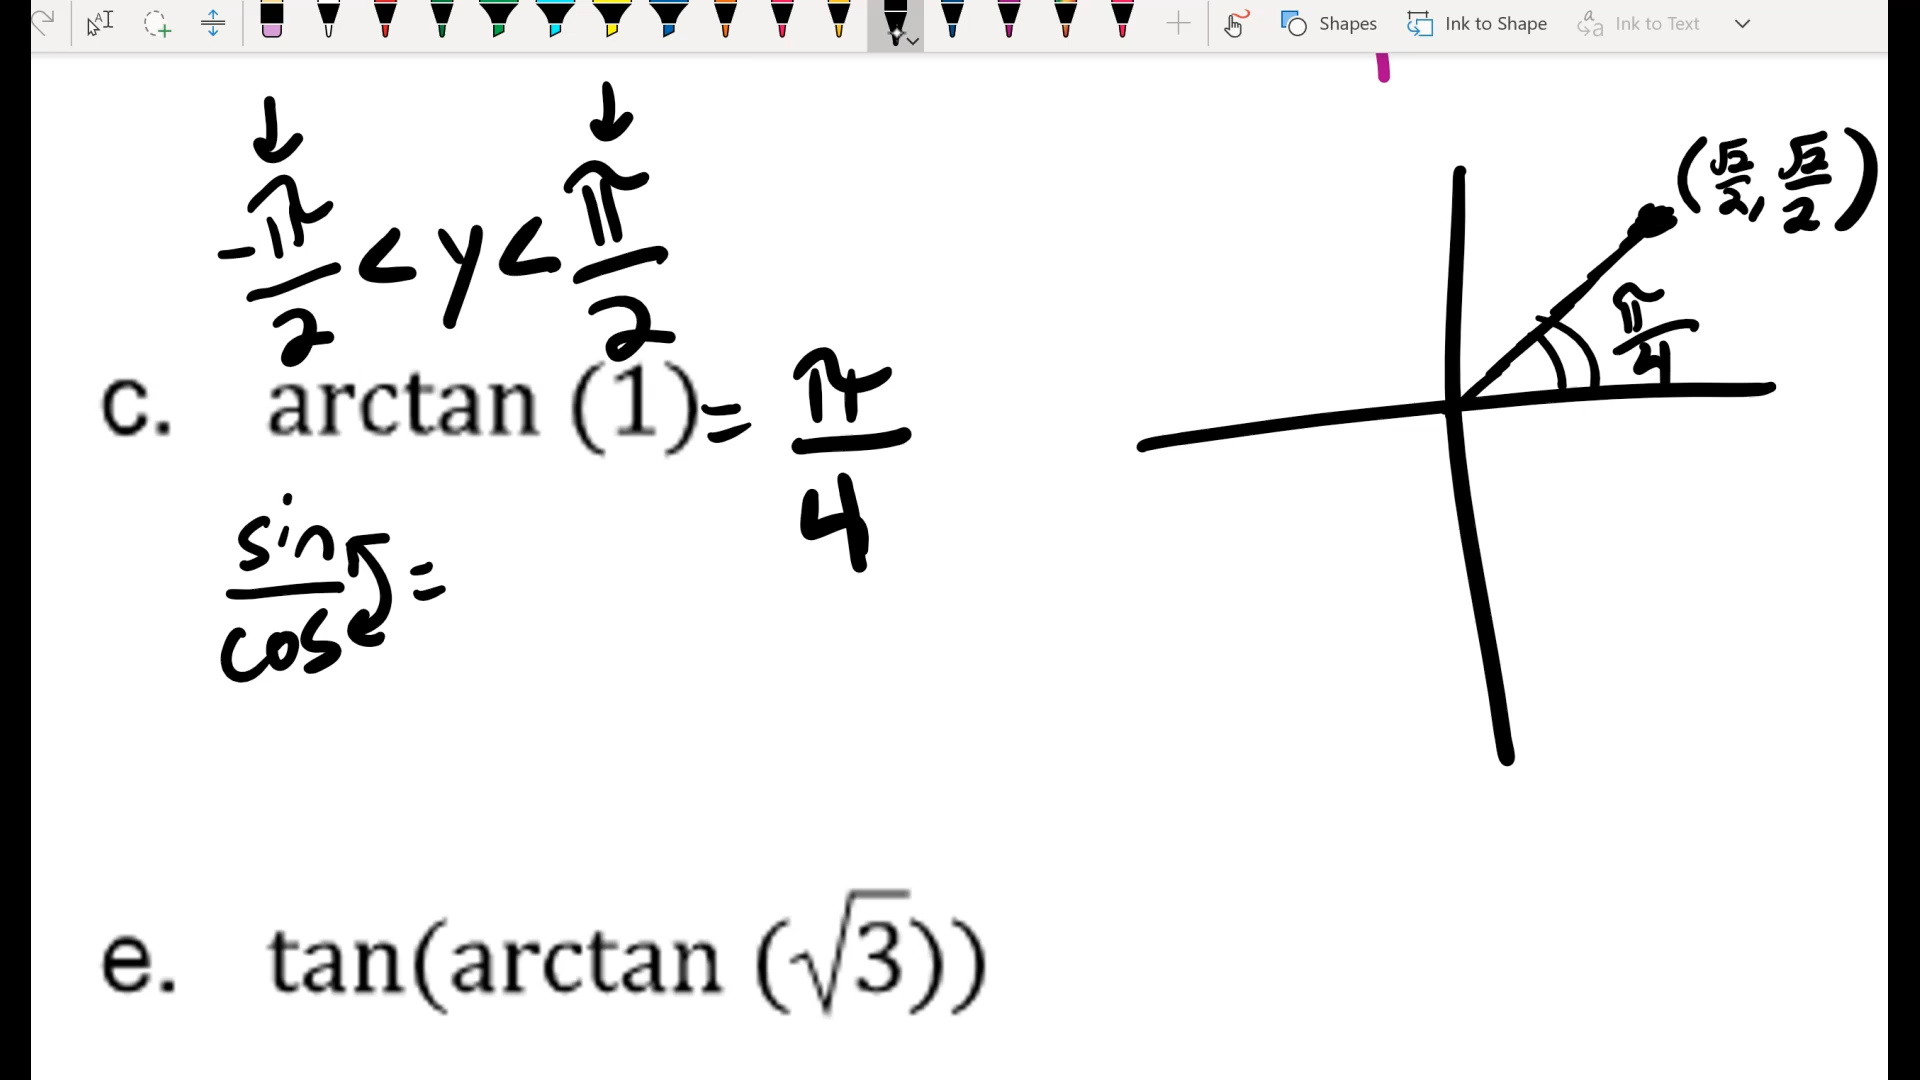 Shapes Ink to Shape Ink to Text
-π/2 < y < π/2
(√2/2, √2/2)
π/4
c. arctan (1) = π/4
sin/cos =
e. tan(arctan (√3))